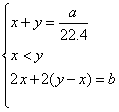 x + y = a/22.4
x < y
2x+2(y−x) = b